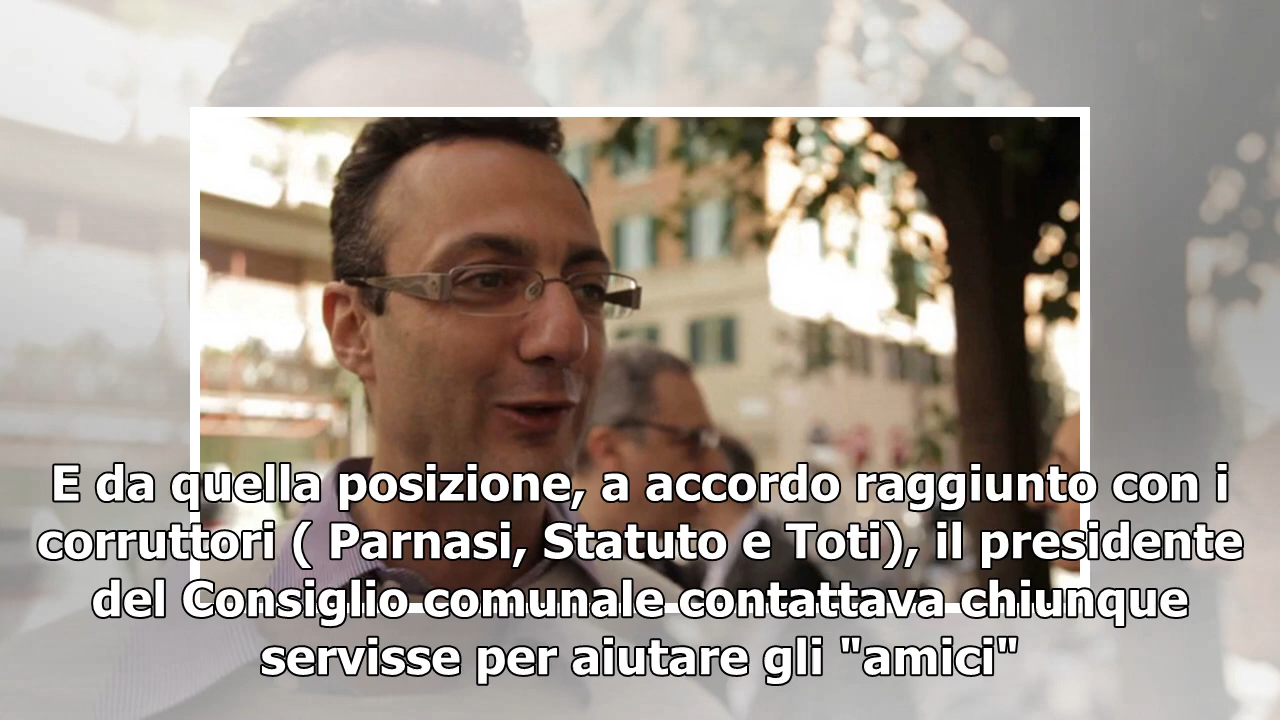 E da quella posizione, a accordo raggiunto con i
corruttori ( Parnasi, Statuto e Toti), il presidente
del Consiglio comunale contattava chiunque
servisse per aiutare gli "amici"